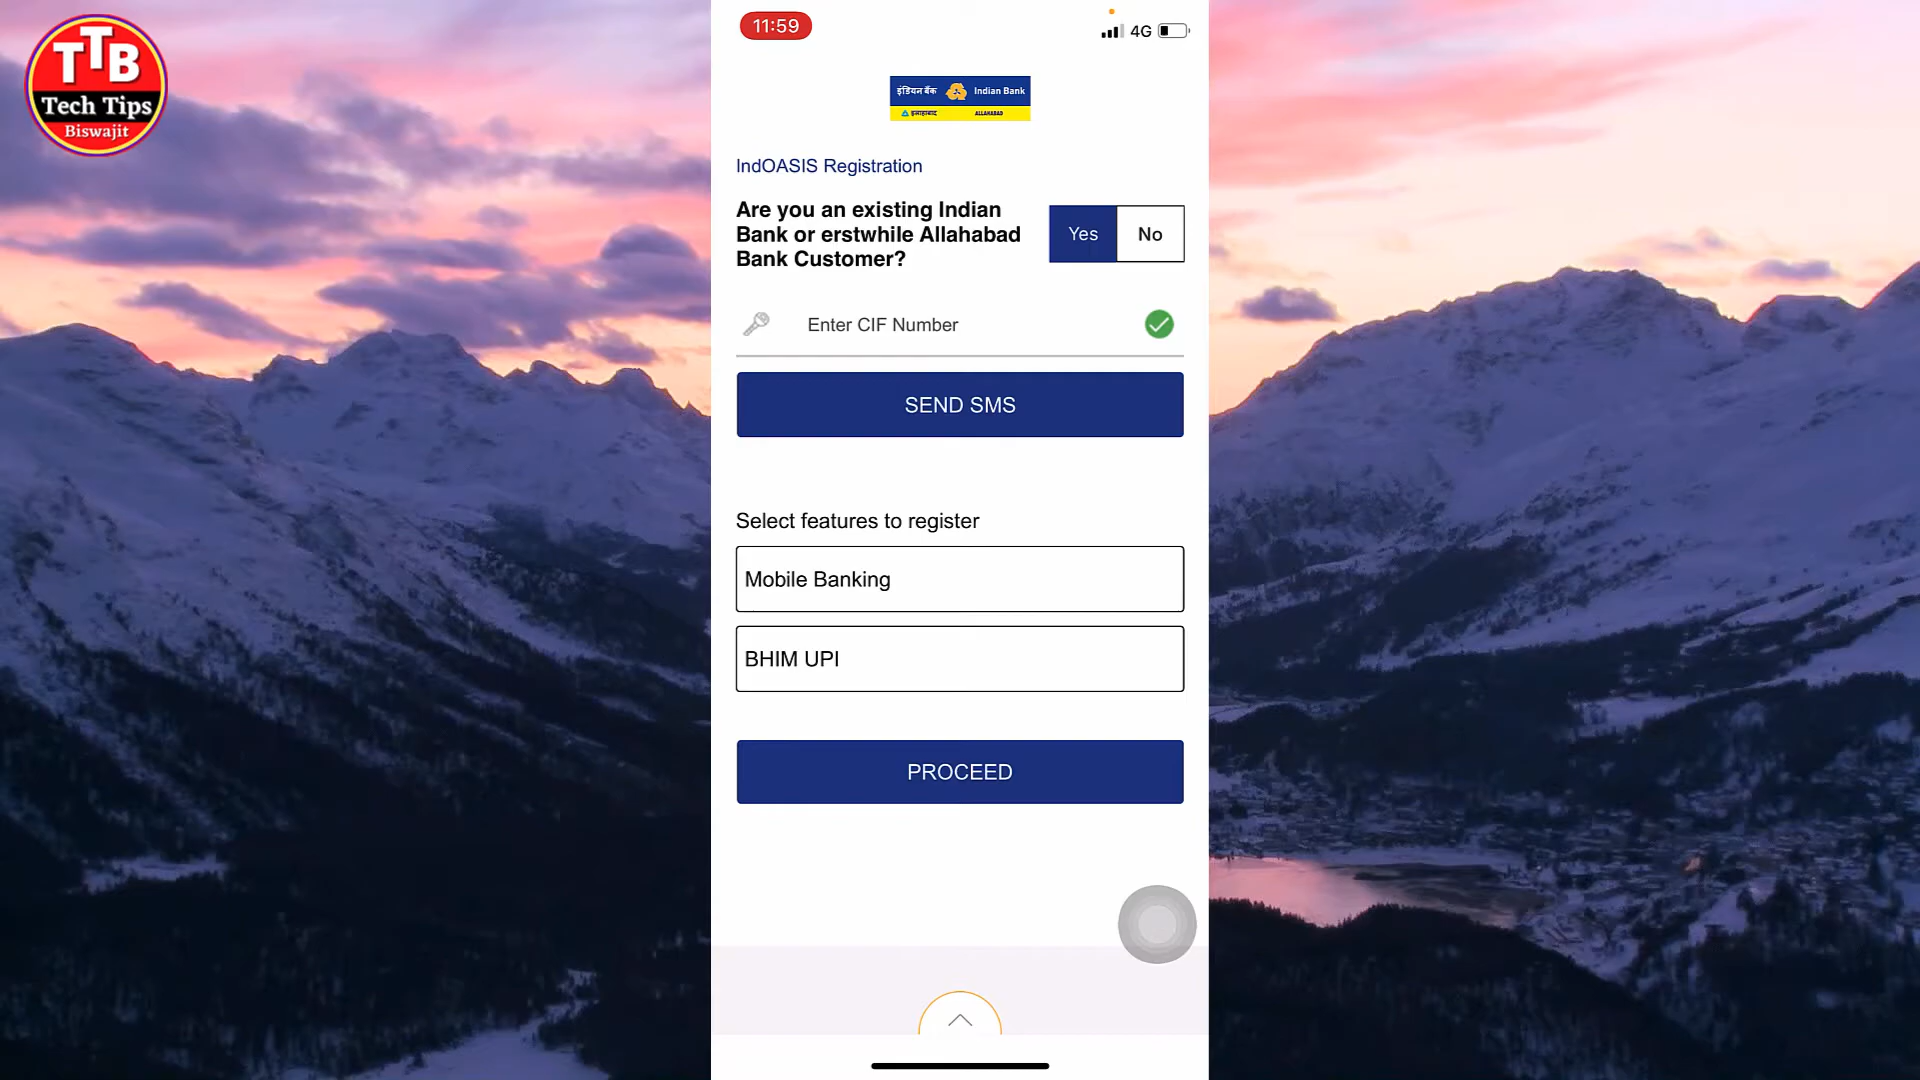 TTB
Tech Tips
Biswajit
11:59
4G
इंडियन बैंक Indian Bank
इलाहाबाद ALLAHABAD
IndOASIS Registration
Are you an existing Indian
Bank or erstwhile Allahabad
Bank Customer?
Yes No
Enter CIF Number
SEND SMS
Select features to register
Mobile Banking
BHIM UPI
PROCEED